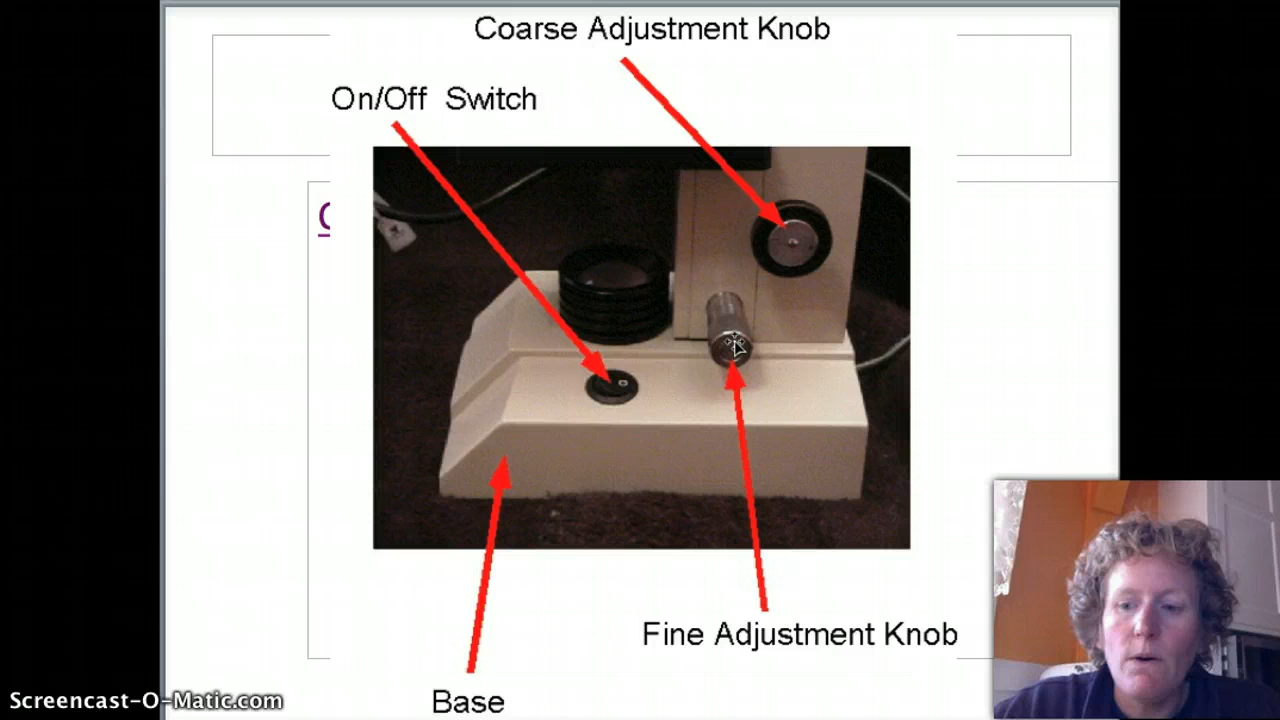 Coarse Adjustment Knob
On/Off Switch
Fine Adjustment Knob
Base
Screencast-O-Matic.com